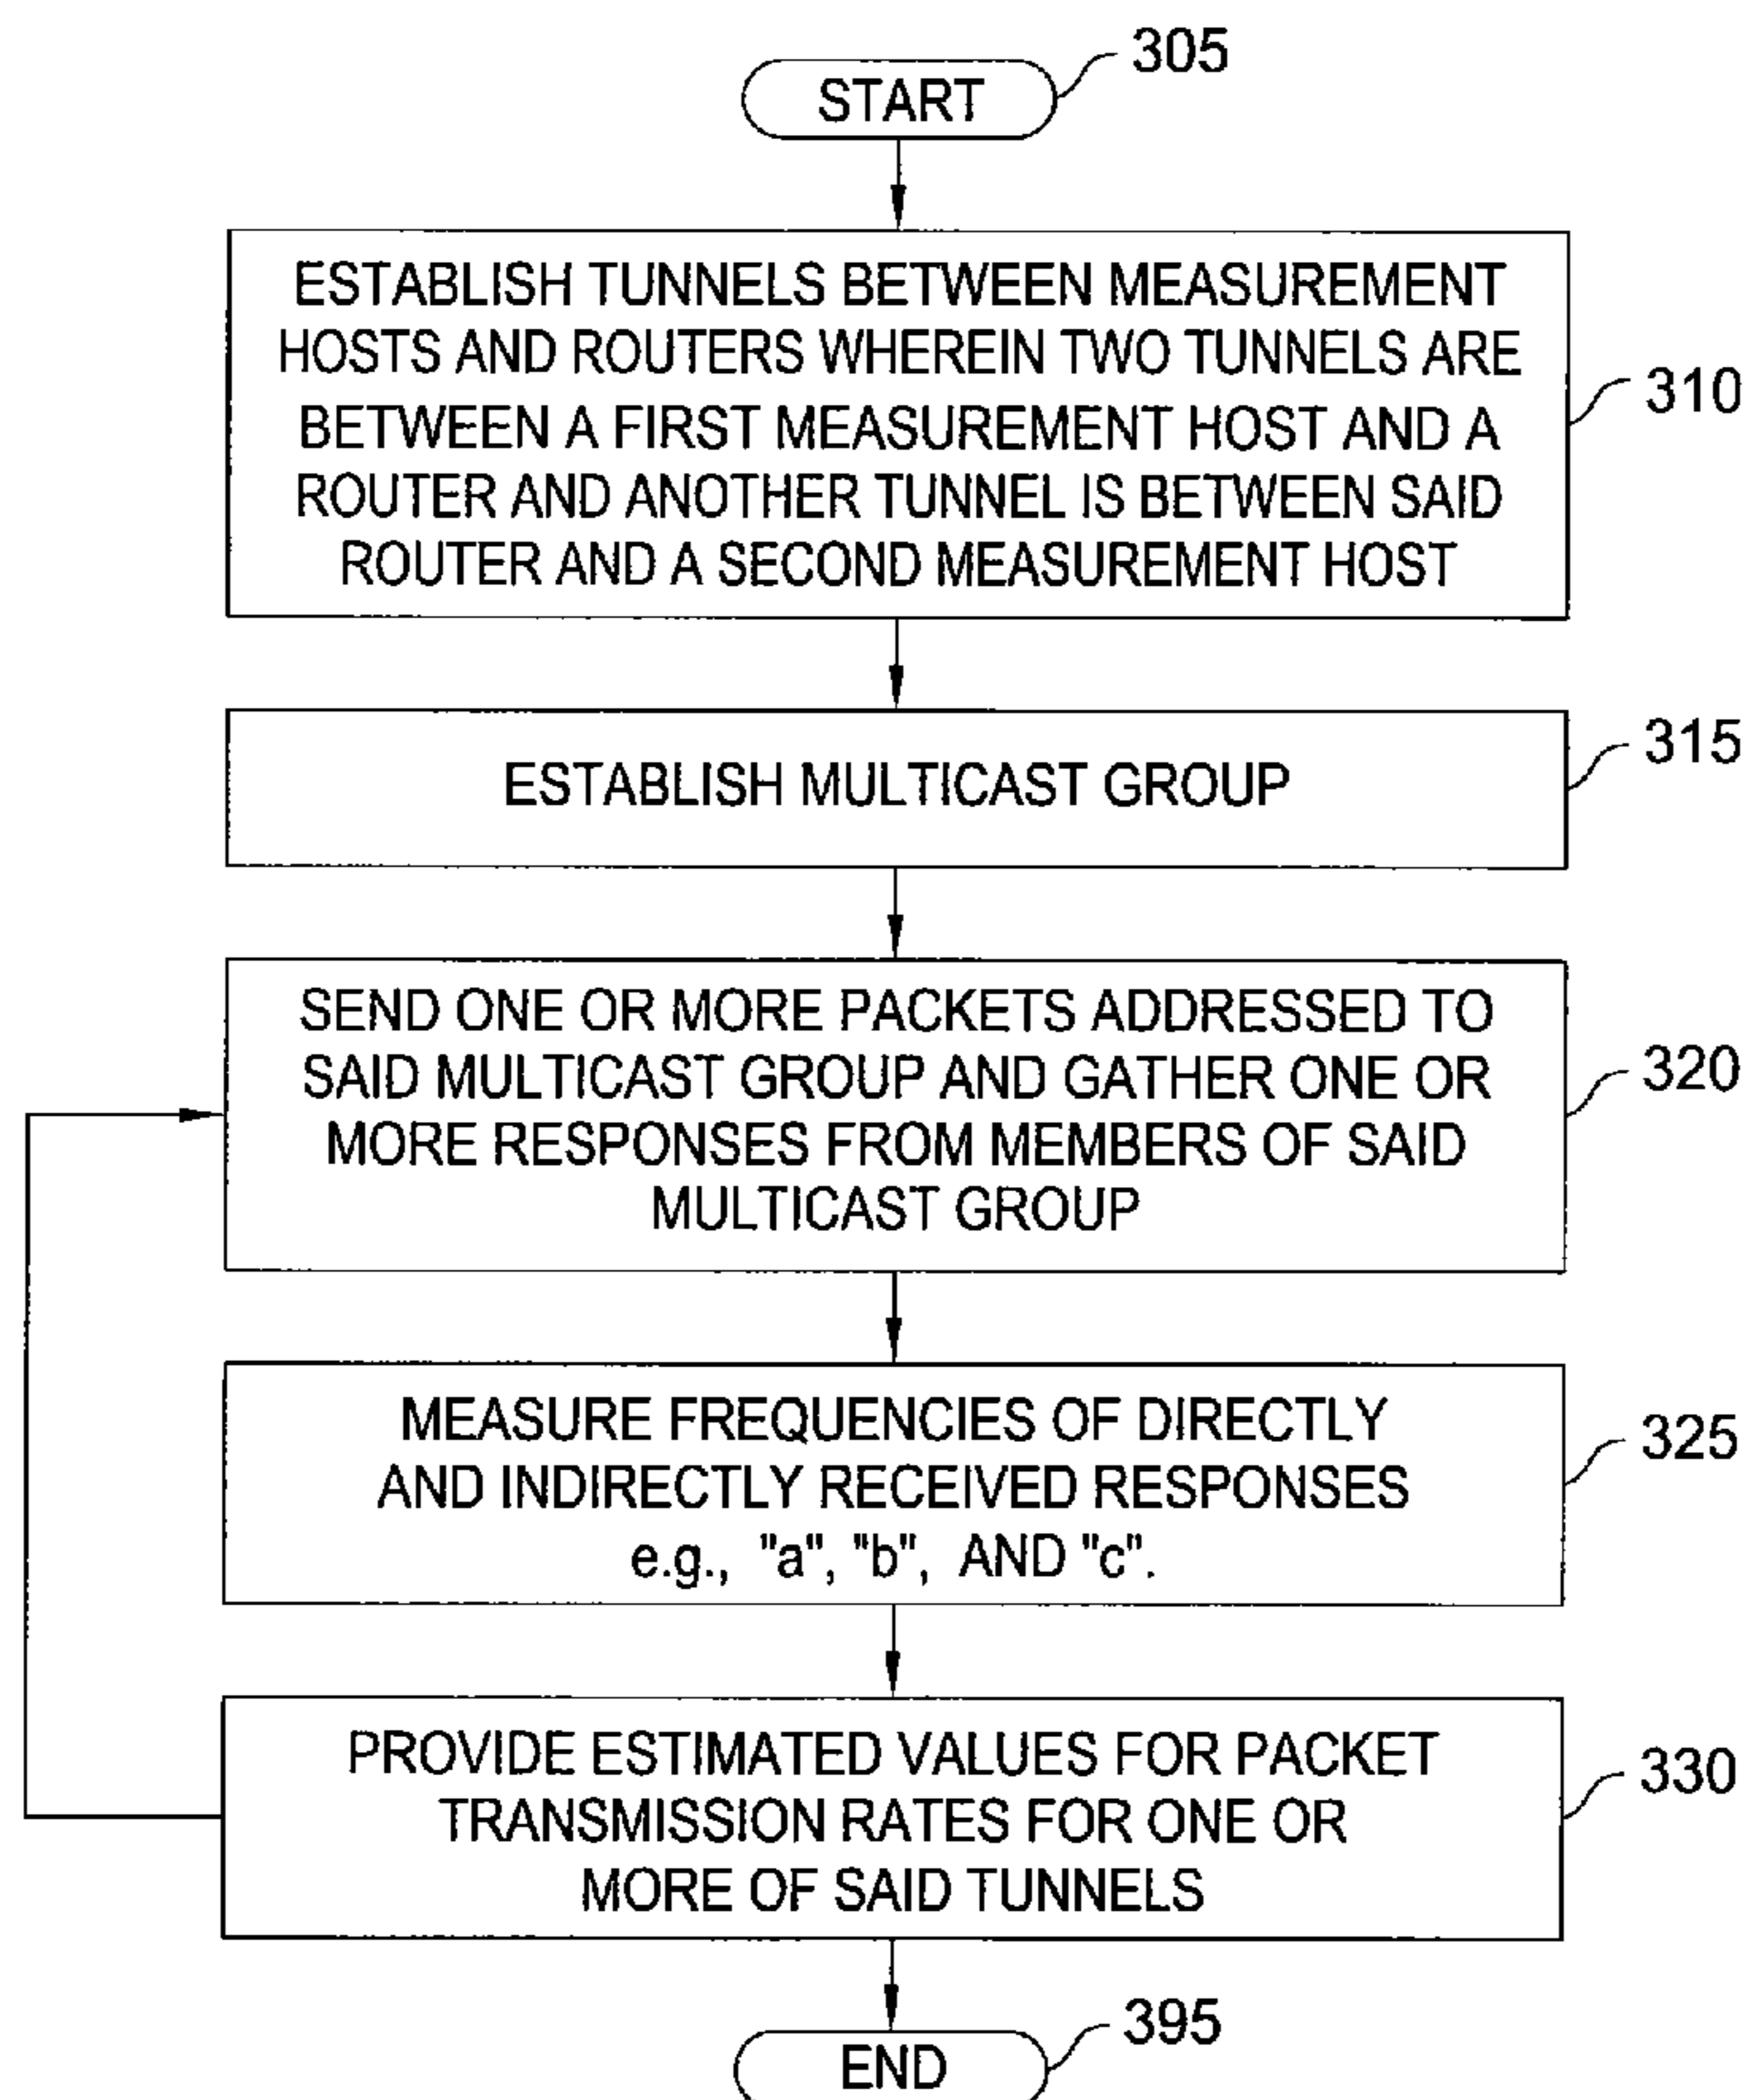 START
305
ESTABLISH TUNNELS BETWEEN MEASUREMENT
HOSTS AND ROUTERS WHEREIN TWO TUNNELS ARE
BETWEEN A FIRST MEASUREMENT HOST AND A
ROUTER AND ANOTHER TUNNEL IS BETWEEN SAID
ROUTER AND A SECOND MEASUREMENT HOST
310
ESTABLISH MULTICAST GROUP
315
SEND ONE OR MORE PACKETS ADDRESSED TO
SAID MULTICAST GROUP AND GATHER ONE OR
MORE RESPONSES FROM MEMBERS OF SAID
MULTICAST GROUP
320
MEASURE FREQUENCIES OF DIRECTLY
AND INDIRECTLY RECEIVED RESPONSES
e.g., "a", "b", AND "c".
325
PROVIDE ESTIMATED VALUES FOR PACKET
TRANSMISSION RATES FOR ONE OR
MORE OF SAID TUNNELS
330
END
395